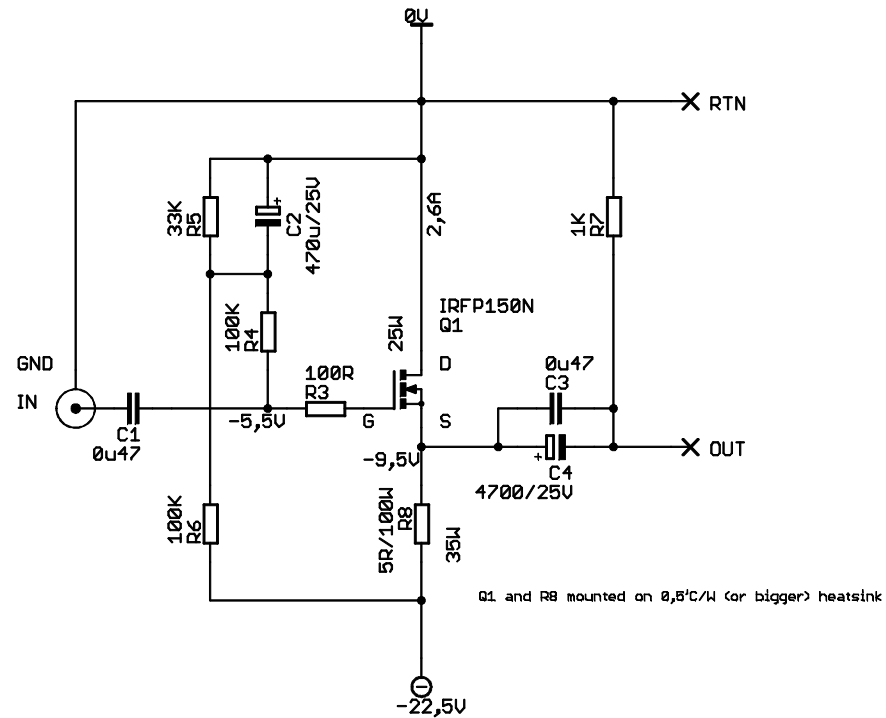 0V
RTN
33K
R5
+
C2
470u/25V
2,6A
1K
R7
IRFP150N
Q1
100K
R4
25W
GND
D
100R
R3
0u47
C3
IN
-5,5V
G
S
C1
0u47
-9,5V
+
C4
4700/25V
OUT
100K
R6
5R/100W
R8
35W
Q1 and R8 mounted on 0,5'C/W (or bigger) heatsink
-22,5V